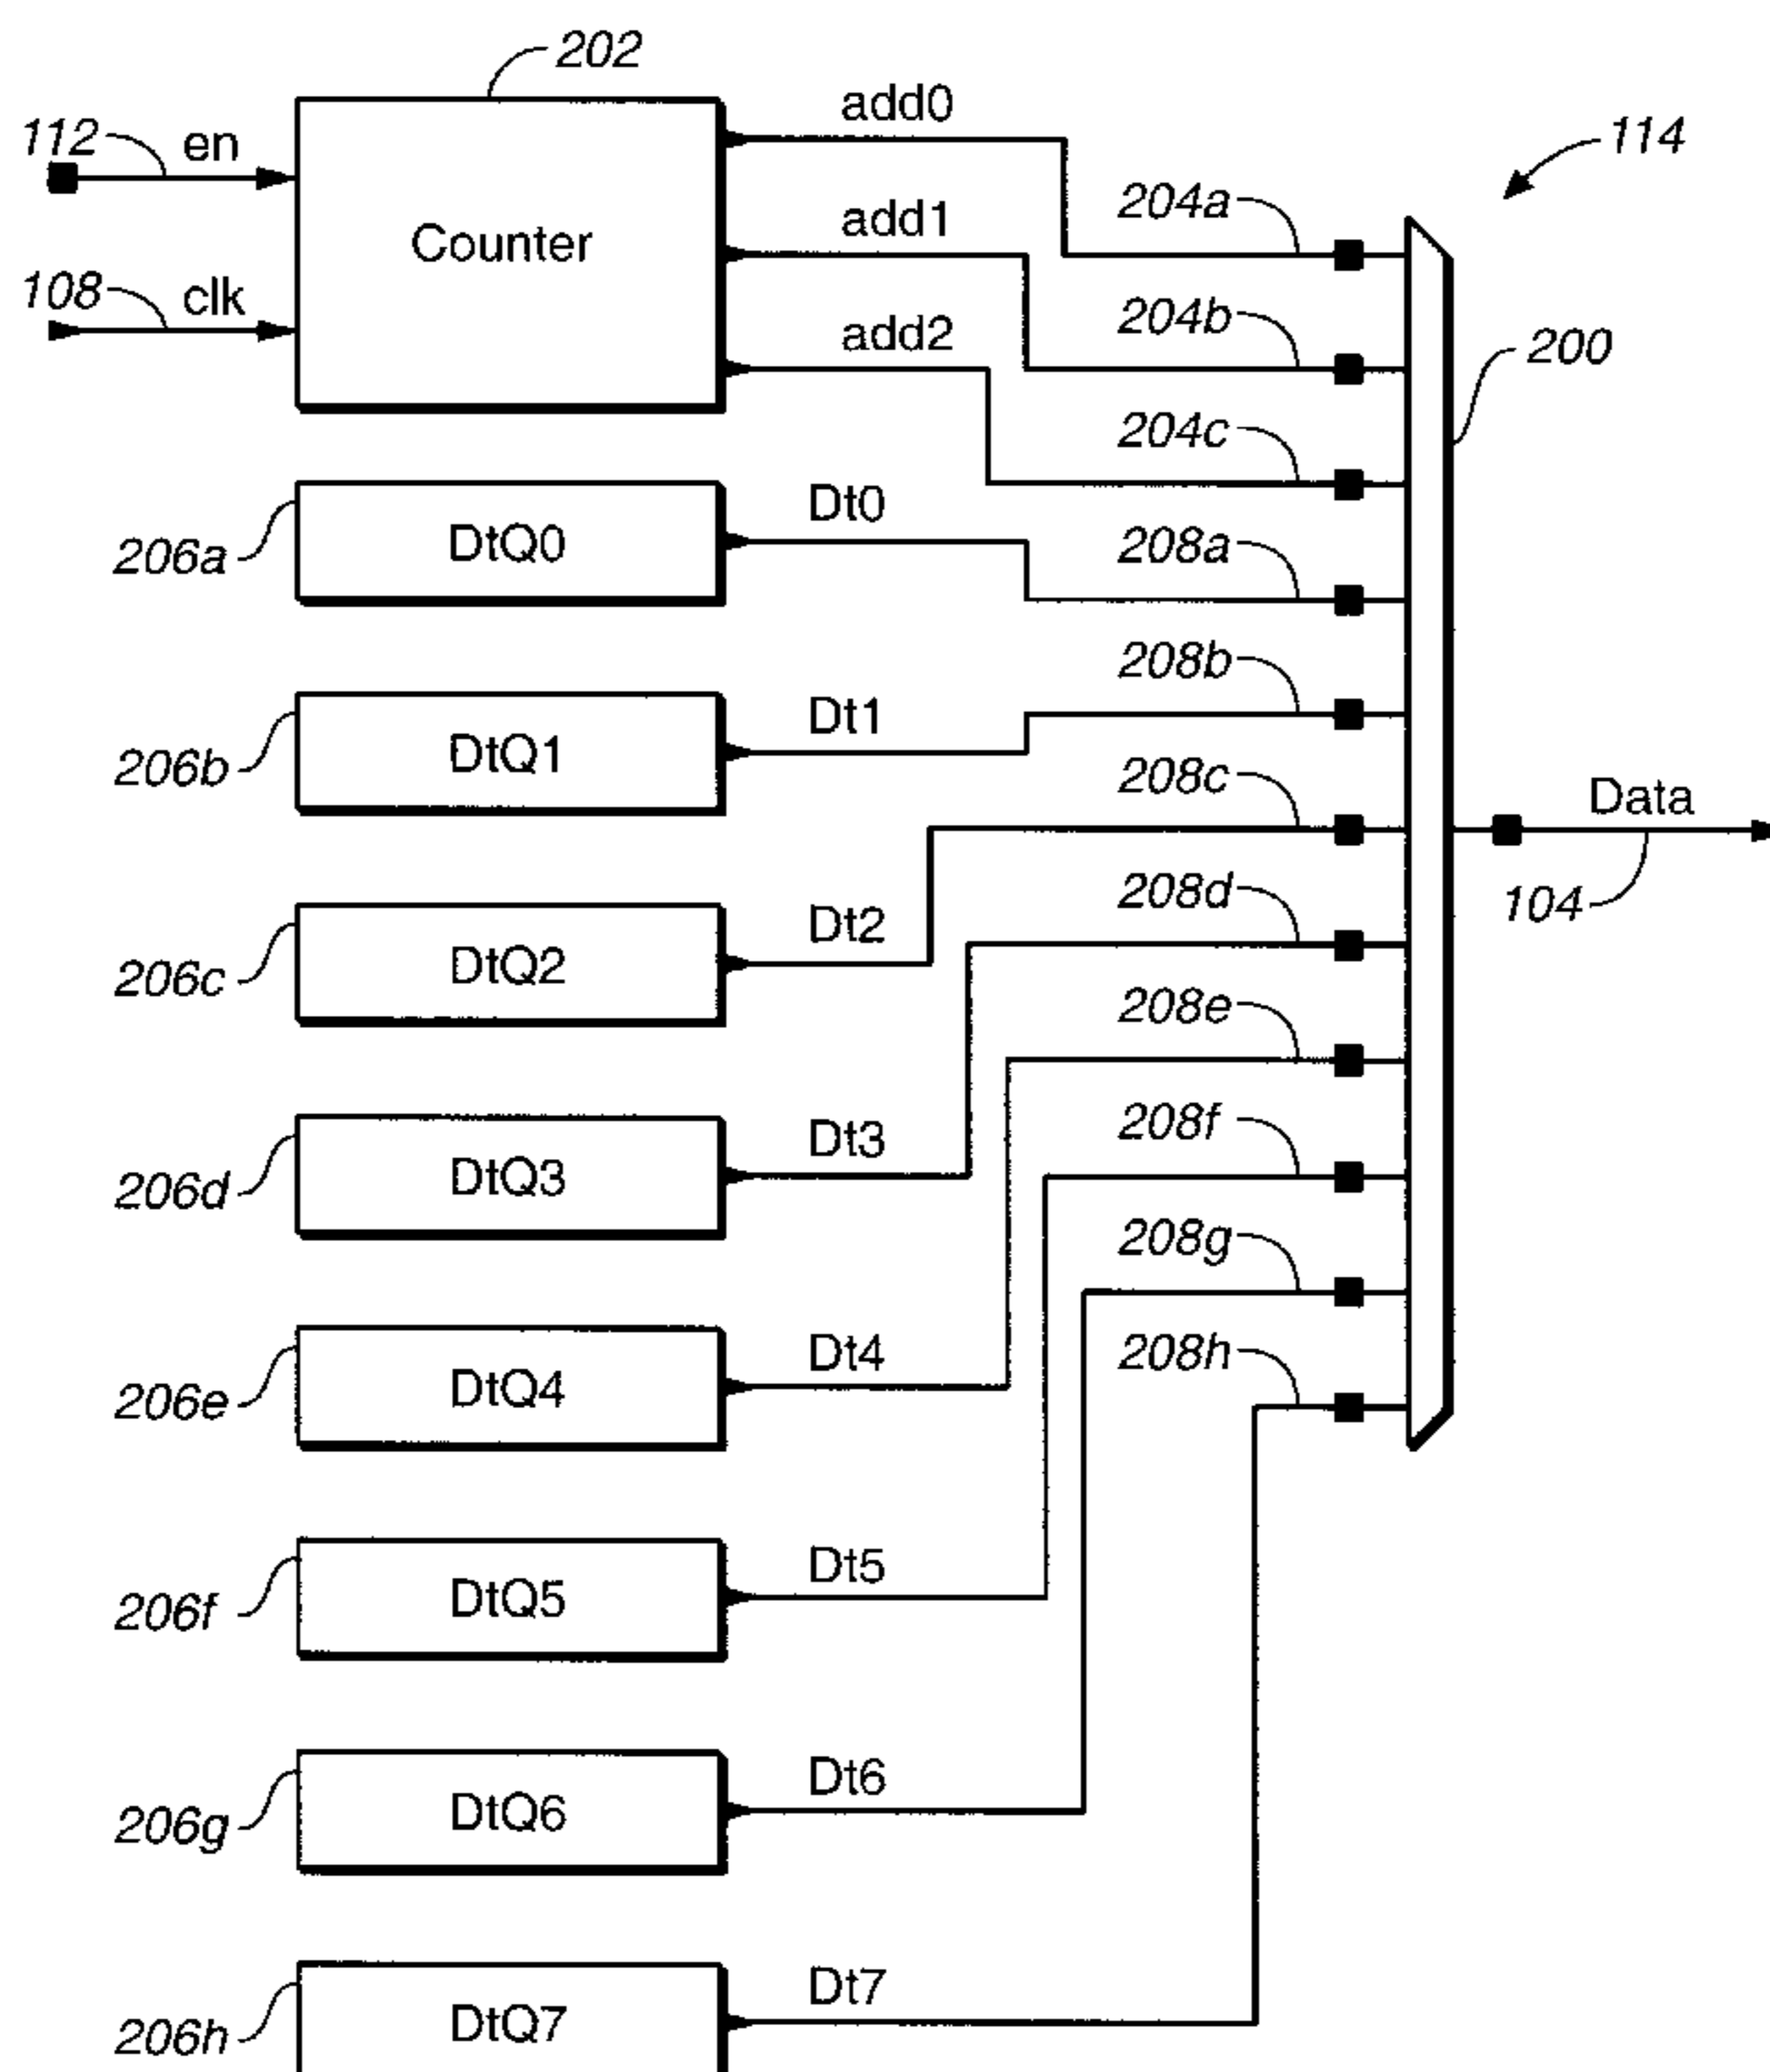 202
add0
112
en
114
204a
add1
Counter
108
clk
204b
add2
200
204c
Dt0
206a
DtQ0
208a
208b
Dt1
206b
DtQ1
208c
Data
208d
104
Dt2
206c
DtQ2
208e
208f
Dt3
206d
DtQ3
208g
208h
Dt4
206e
DtQ4
Dt5
206f
DtQ5
Dt6
206g
DtQ6
Dt7
206h
DtQ7